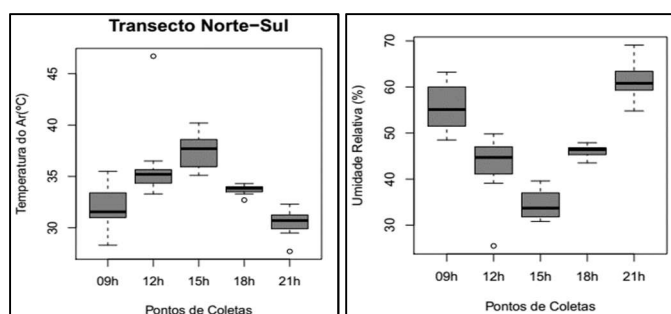 Transecto Norte-Sul
Temperatura do Ar(ºC)
45
40
35
30
09h 12h 15h 18h 21h
Pontos de Coletas
Umidade Relativa (%)
70
60
50
40
30
09h 12h 15h 18h 21h
Pontos de Coletas